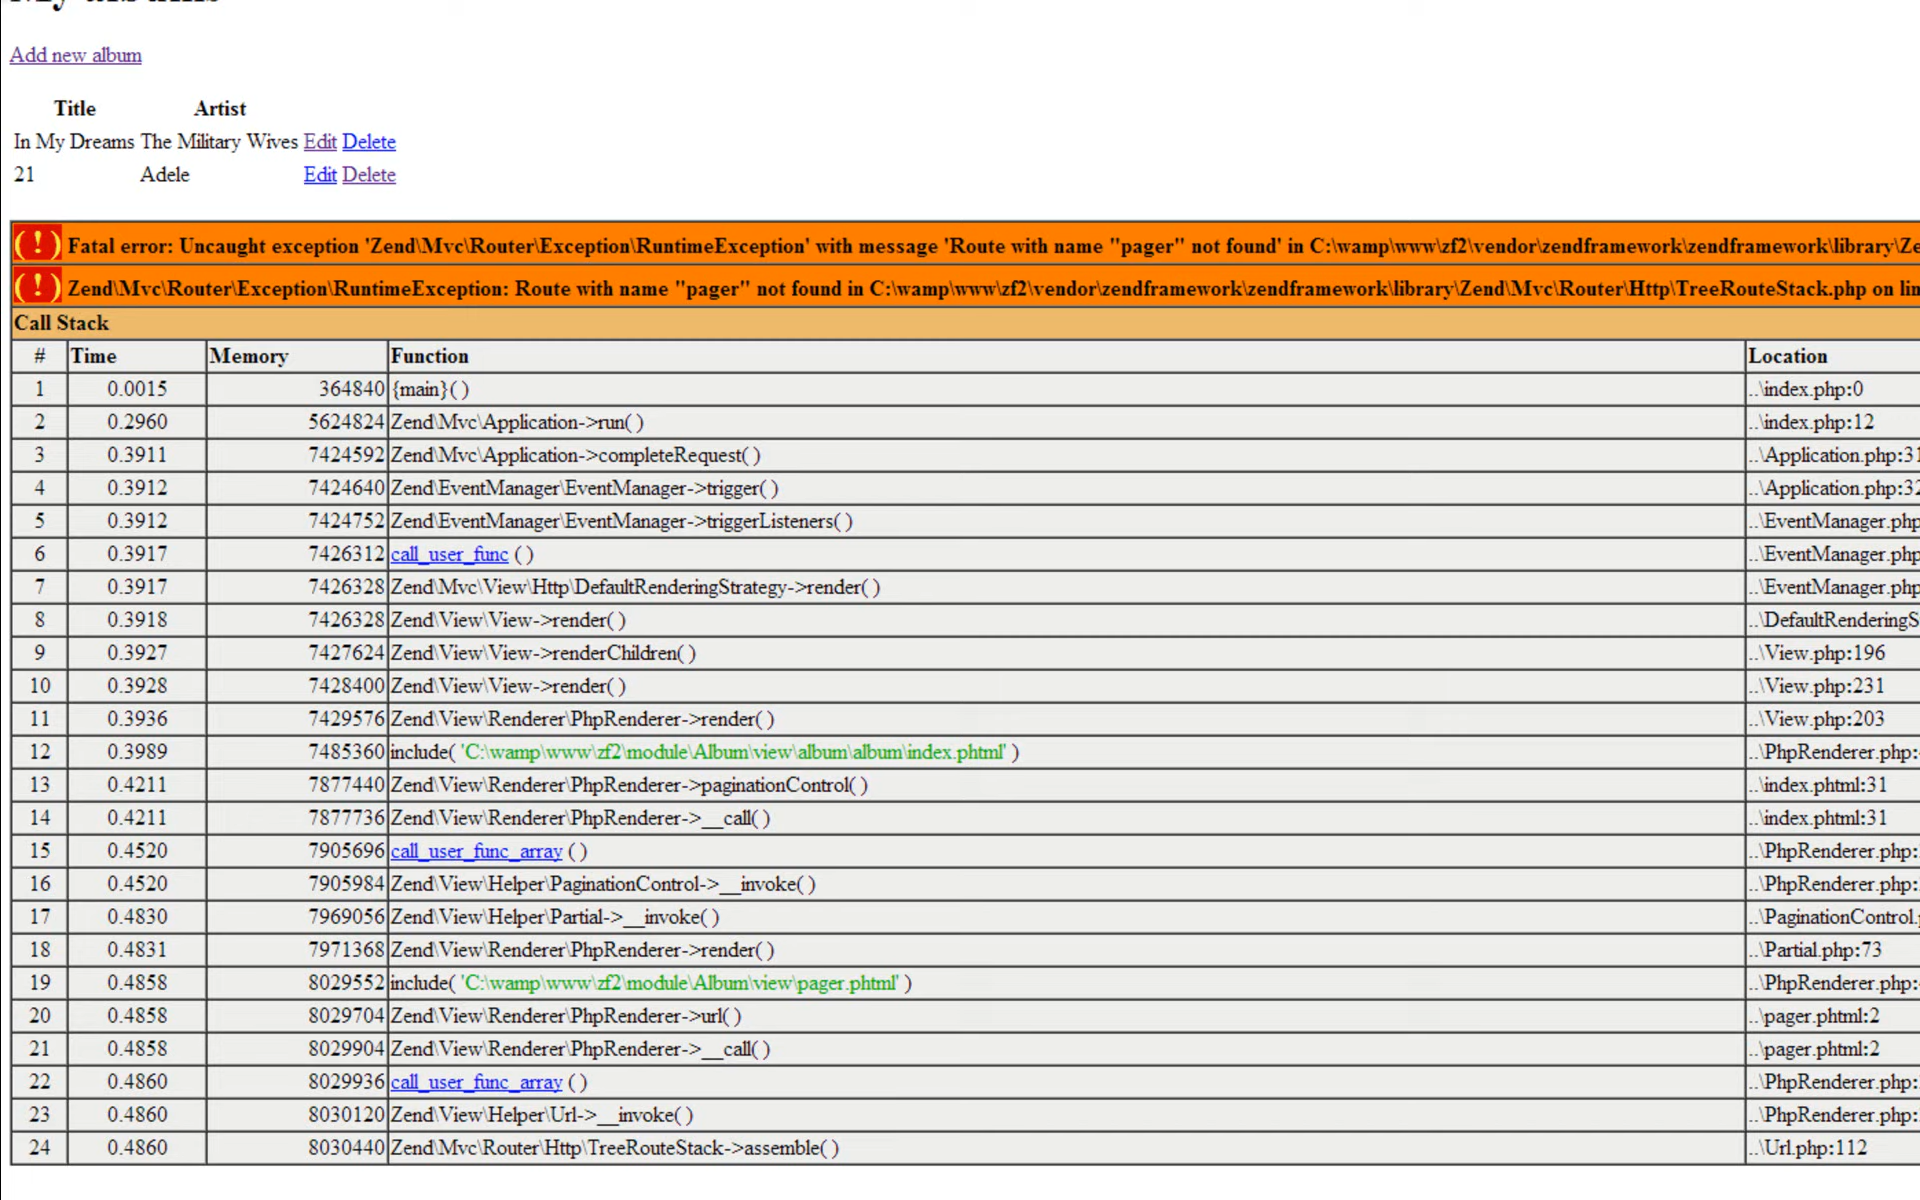 My albums
Add new album
Title Artist
In My Dreams The Military Wives Edit Delete
21 Adele Edit Delete
( ! ) Fatal error: Uncaught exception 'Zend\Mvc\Router\Exception\RuntimeException' with message 'Route with name "pager" not found' in C:\wamp\www\zf2\vendor\zendframework\zendframework\library\Ze
( ! ) Zend\Mvc\Router\Exception\RuntimeException: Route with name "pager" not found in C:\wamp\www\zf2\vendor\zendframework\zendframework\library\Zend\Mvc\Router\Http\TreeRouteStack.php on lin
Call Stack
# Time Memory Function Location
1 0.0015 364840 {main}( ) ..\index.php:0
2 0.2960 5624824 Zend\Mvc\Application->run( ) ..\index.php:12
3 0.3911 7424592 Zend\Mvc\Application->completeRequest( ) ..\Application.php:31
4 0.3912 7424640 Zend\EventManager\EventManager->trigger( ) ..\Application.php:32
5 0.3912 7424752 Zend\EventManager\EventManager->triggerListeners( ) ..\EventManager.php
6 0.3917 7426312 call_user_func ( ) ..\EventManager.php
7 0.3917 7426328 Zend\Mvc\View\Http\DefaultRenderingStrategy->render( ) ..\EventManager.php
8 0.3918 7426328 Zend\View\View->render( ) ..\DefaultRenderingS
9 0.3927 7427624 Zend\View\View->renderChildren( ) ..\View.php:196
10 0.3928 7428400 Zend\View\View->render( ) ..\View.php:231
11 0.3936 7429576 Zend\View\Renderer\PhpRenderer->render( ) ..\View.php:203
12 0.3989 7485360 include( 'C:\wamp\www\zf2\module\Album\view\album\album\index.phtml' ) ..\PhpRenderer.php:
13 0.4211 7877440 Zend\View\Renderer\PhpRenderer->paginationControl( ) ..\index.phtml:31
14 0.4211 7877736 Zend\View\Renderer\PhpRenderer->__call( ) ..\index.phtml:31
15 0.4520 7905696 call_user_func_array ( ) ..\PhpRenderer.php:
16 0.4520 7905984 Zend\View\Helper\PaginationControl->__invoke( ) ..\PhpRenderer.php:
17 0.4830 7969056 Zend\View\Helper\Partial->__invoke( ) ..\PaginationControl.
18 0.4831 7971368 Zend\View\Renderer\PhpRenderer->render( ) ..\Partial.php:73
19 0.4858 8029552 include( 'C:\wamp\www\zf2\module\Album\view\pager.phtml' ) ..\PhpRenderer.php:
20 0.4858 8029704 Zend\View\Renderer\PhpRenderer->url( ) ..\pager.phtml:2
21 0.4858 8029904 Zend\View\Renderer\PhpRenderer->__call( ) ..\pager.phtml:2
22 0.4860 8029936 call_user_func_array ( ) ..\PhpRenderer.php:
23 0.4860 8030120 Zend\View\Helper\Url->__invoke( ) ..\PhpRenderer.php:
24 0.4860 8030440 Zend\Mvc\Router\Http\TreeRouteStack->assemble( ) ..\Url.php:112